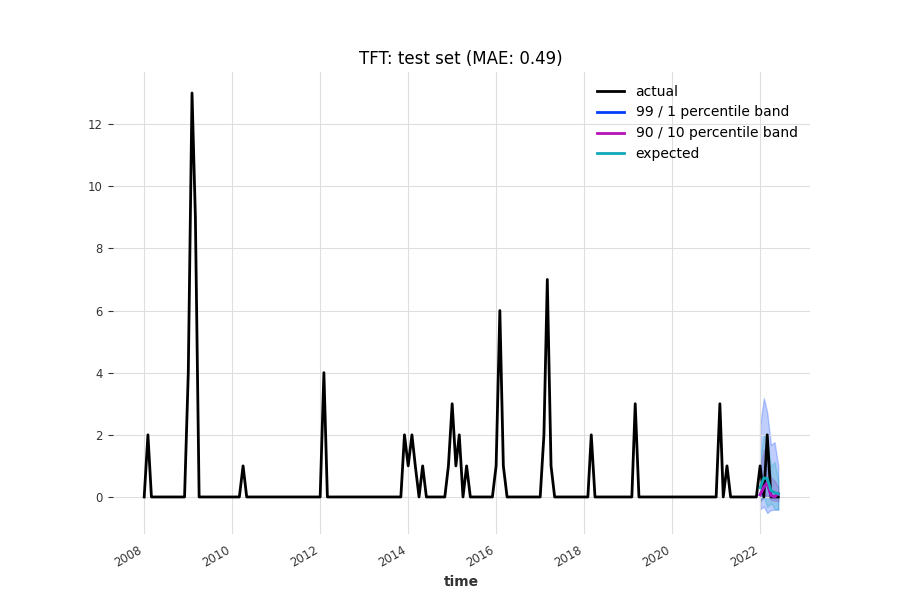 TFT: test set (MAE: 0.49)
actual
99 / 1 percentile band
90 / 10 percentile band
expected
12
10
8
6
4
2
0
2008
2010
2012
2014
2016
2018
2020
2022
time